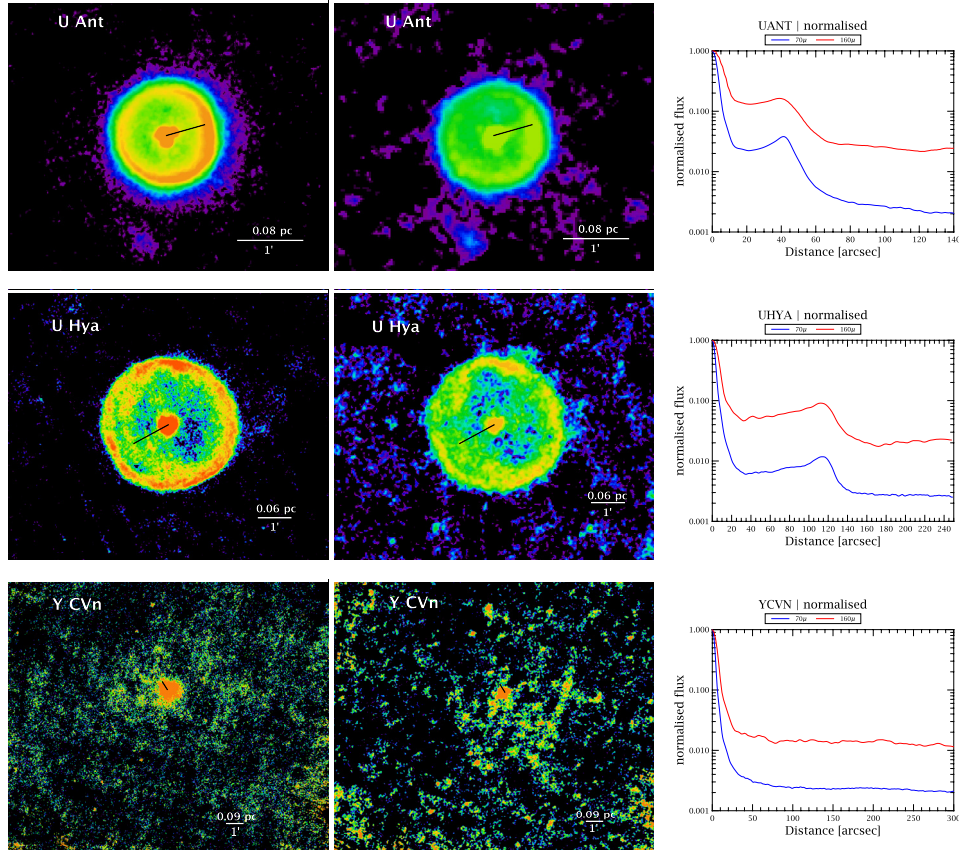 U Ant
0.08 pc
1'
U Ant
0.08 pc
1'
UANT | normalised
70μ 160μ
1.000
0.100
0.010
0.001
normalised flux
0 20 40 60 80 100 120 140
Distance [arcsec]
U Hya
0.06 pc
1'
U Hya
0.06 pc
1'
UHYA | normalised
70μ 160μ
1.000
0.100
0.010
0.001
normalised flux
0 20 40 60 80 100 120 140 160 180 200 220 240
Distance [arcsec]
Y CVn
0.09 pc
1'
Y CVn
0.09 pc
1'
YCVN | normalised
70μ 160μ
1.000
0.100
0.010
0.001
normalised flux
0 50 100 150 200 250 300
Distance [arcsec]